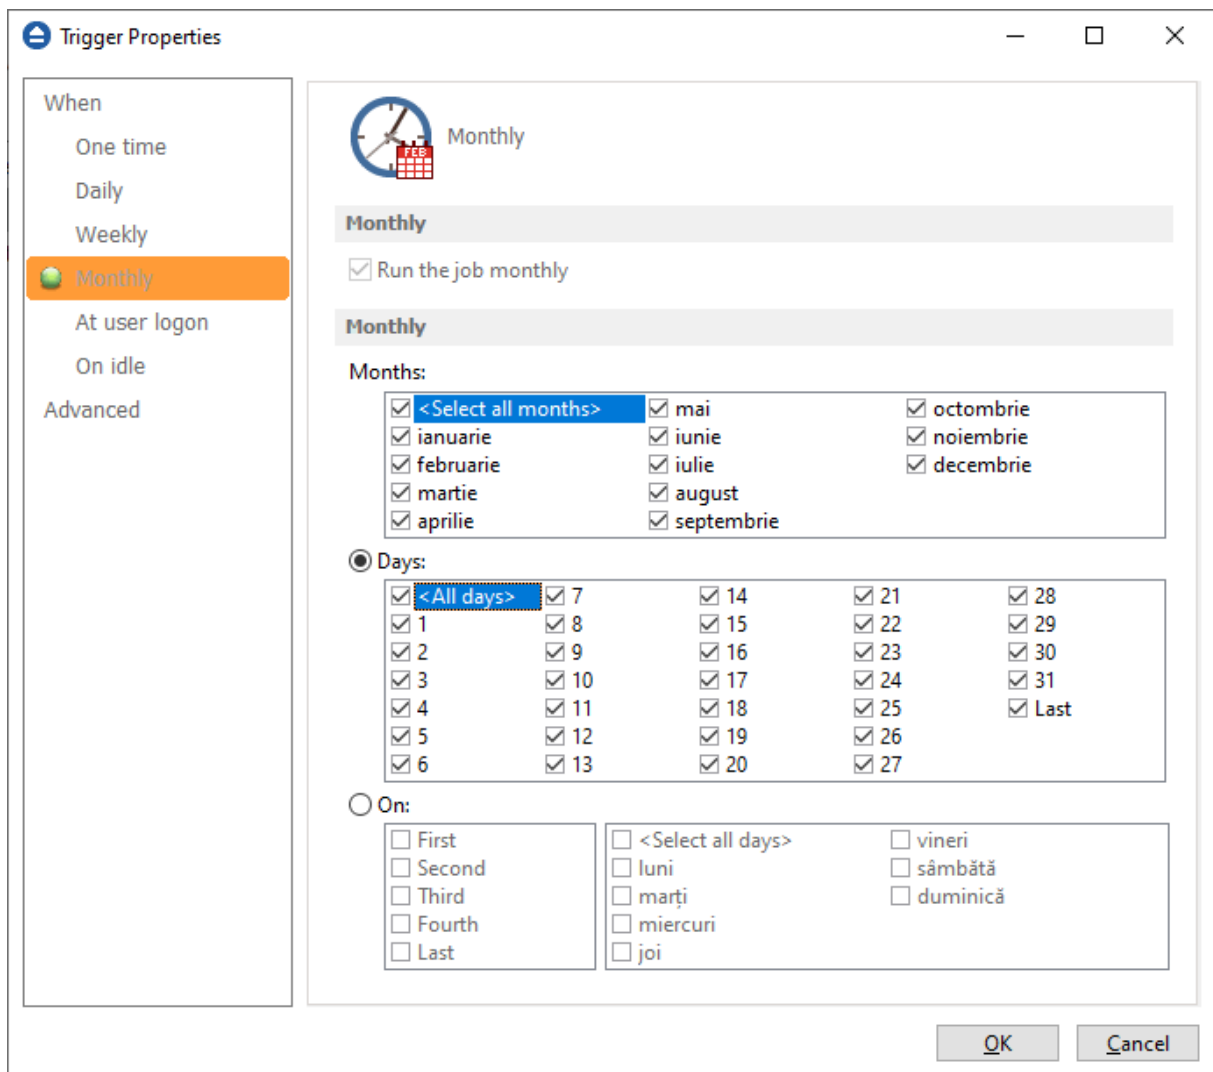 Trigger Properties
When
One time
Daily
Weekly
Monthly
At user logon
On idle
Advanced
FEB
Monthly
Monthly
Run the job monthly
Monthly
Months:
<Select all months> mai octombrie
ianuarie iunie noiembrie
februarie iulie decembrie
martie august
aprilie septembrie
Days:
<All days> 7 14 21 28
1 8 15 22 29
2 9 16 23 30
3 10 17 24 31
4 11 18 25 Last
5 12 19 26
6 13 20 27
On:
First <Select all days> vineri
Second luni sâmbătă
Third marți duminică
Fourth miercuri
Last joi
OK Cancel